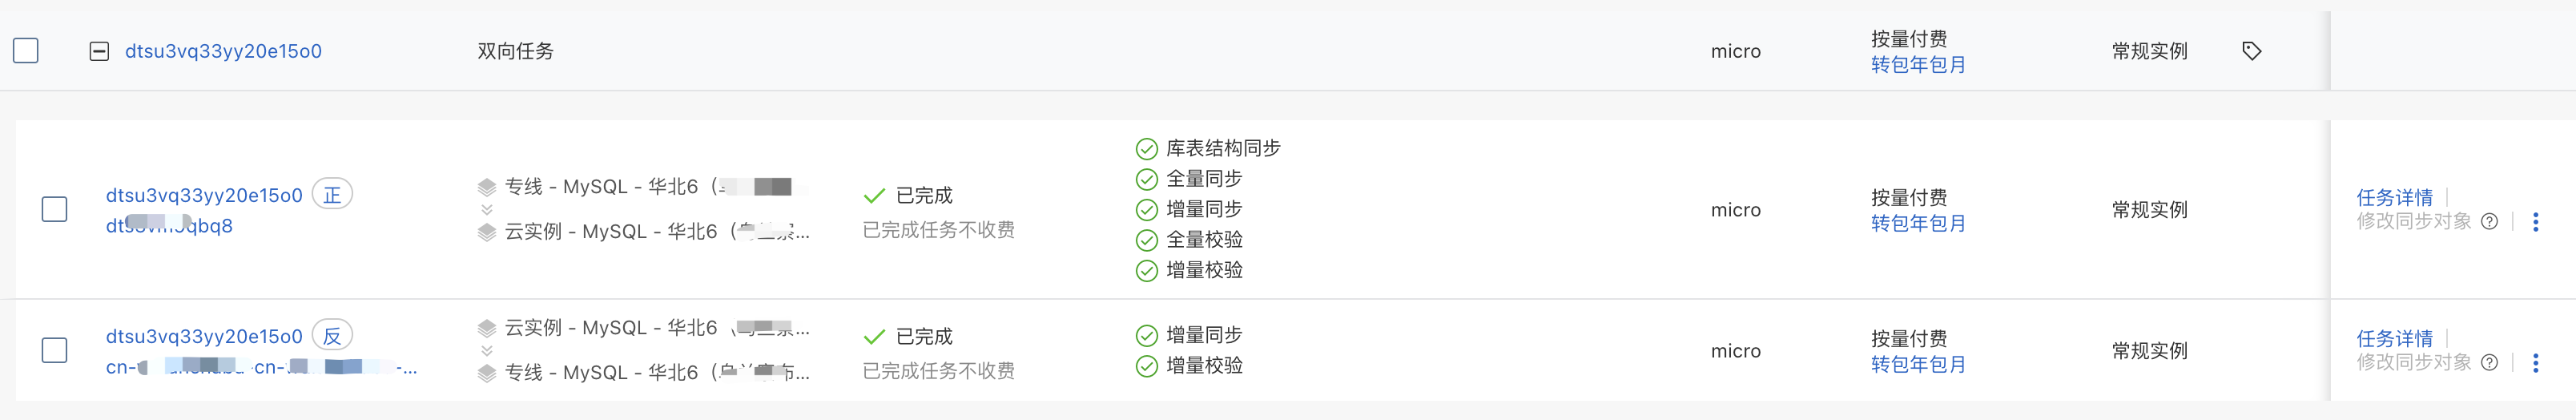 dtsu3vq33yy20e15o0 双向任务 micro 按量付费 常规实例
转包年包月
dtsu3vq33yy20e15o0 正 专线 - MySQL - 华北6（ 已完成 库表结构同步 micro 按量付费 常规实例 任务详情
qbq8 云实例 - MySQL - 华北6（ ... 已完成任务不收费 全量同步 转包年包月 修改同步对象
增量同步
全量校验
增量校验
dtsu3vq33yy20e15o0 反 云实例 - MySQL - 华北6 ... 已完成 增量同步 micro 按量付费 常规实例 任务详情
cn- cn- -... 专线 - MySQL - 华北6（ ... 已完成任务不收费 增量校验 转包年包月 修改同步对象